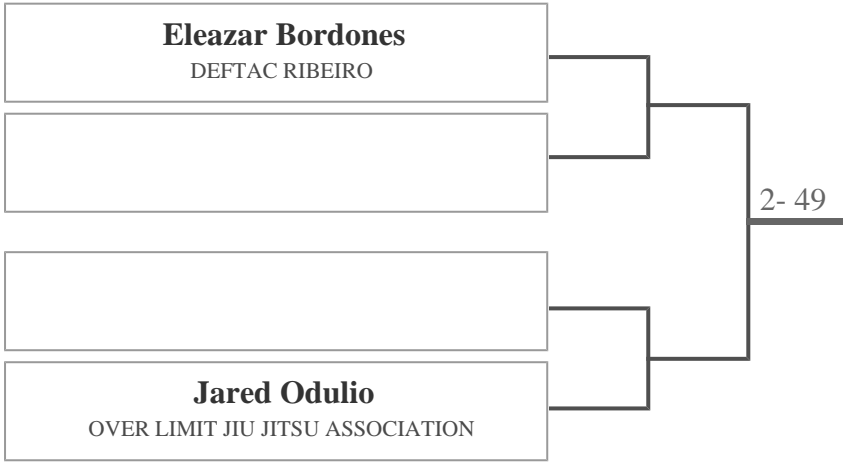 Eleazar Bordones
DEFTAC RIBEIRO
2- 49
Jared Odulio
OVER LIMIT JIU JITSU ASSOCIATION